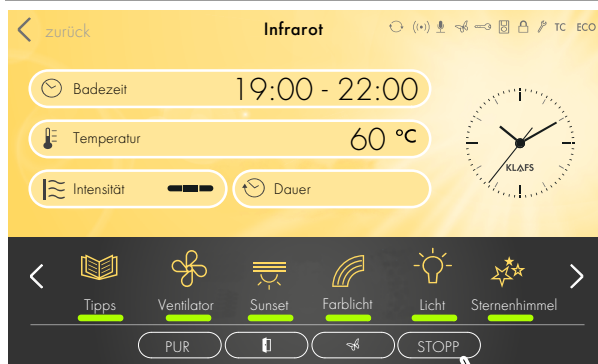 zurück Infrarot TC ECO
Badezeit 19:00 - 22:00
Temperatur 60 °C
KLAFS
Intensität Dauer
Tipps Ventilator Sunset Farblicht Licht Sternenhimmel
PUR STOPP